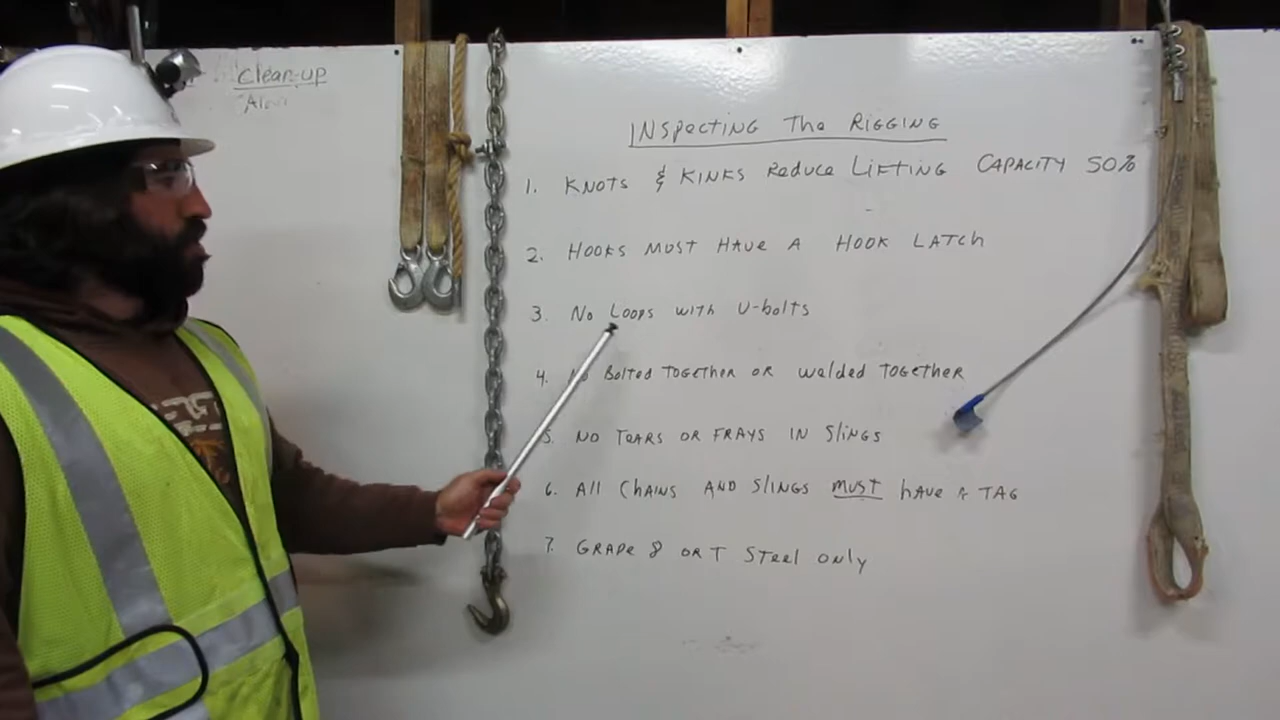 Clean-up
INSPECTING The RIGGING
1. KNOTS & KINKS Reduce LIFTING CAPACITY 50%
2. HOOKS MUST HAVE A HOOK LATCH
3. No Loops with U-bolts
4. No Bolted TOGETHER OR welded TOGETHER
5. NO TEARS OR FRAYS IN Slings
6. All Chains AND Slings must have A TAG
7. GRADE 8 OR T Steel only